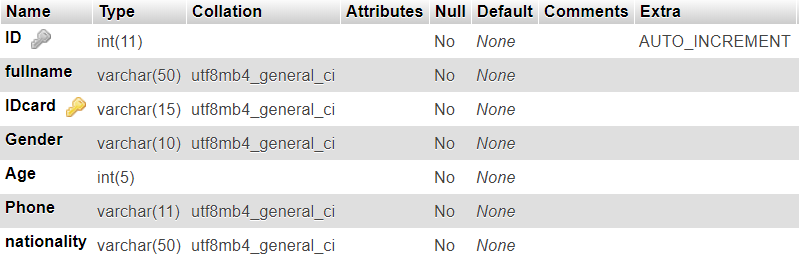 Name Type Collation Attributes Null Default Comments Extra
ID int(11) No None AUTO_INCREMENT
fullname varchar(50) utf8mb4_general_ci No None
IDcard varchar(15) utf8mb4_general_ci No None
Gender varchar(10) utf8mb4_general_ci No None
Age int(5) No None
Phone varchar(11) utf8mb4_general_ci No None
nationality varchar(50) utf8mb4_general_ci No None